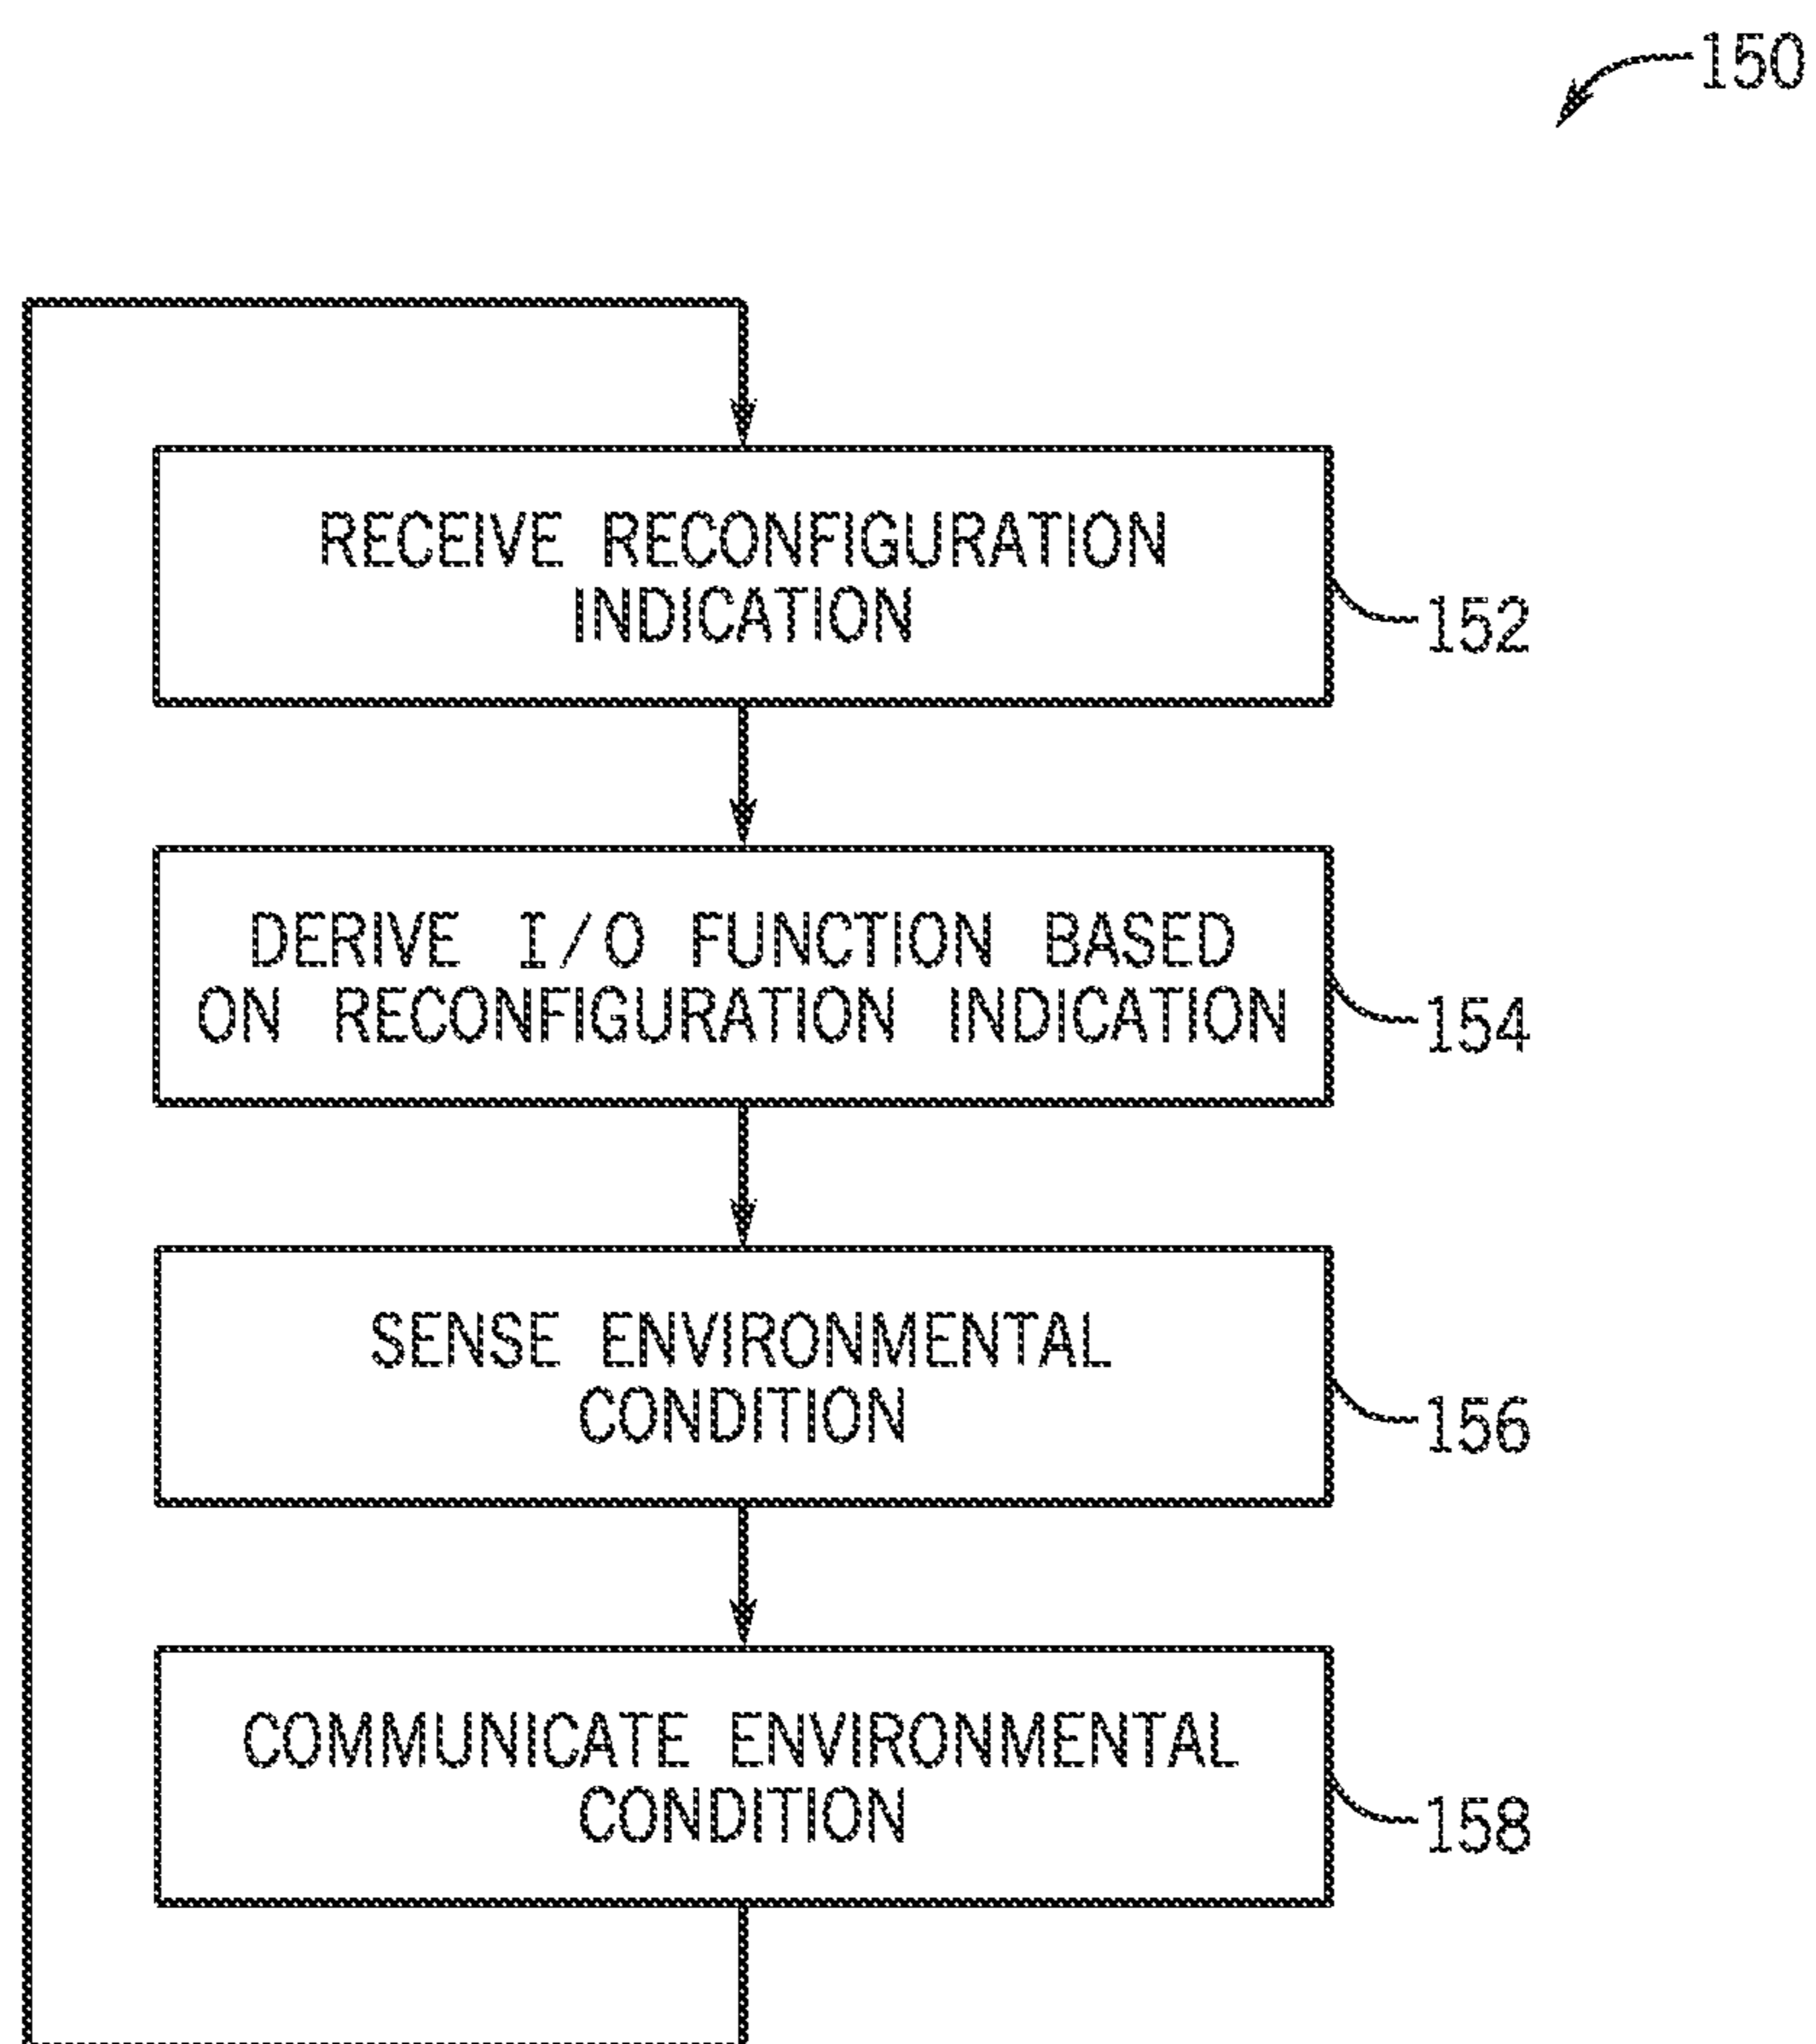 150
RECEIVE RECONFIGURATION
INDICATION
152
DERIVE I/O FUNCTION BASED
ON RECONFIGURATION INDICATION
154
SENSE ENVIRONMENTAL
CONDITION
156
COMMUNICATE ENVIRONMENTAL
CONDITION
158